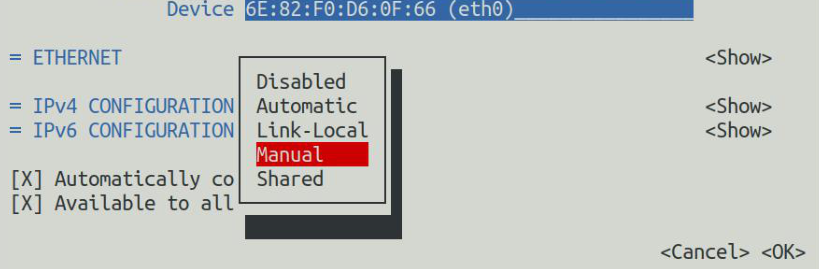 Device 6E:82:F0:D6:0F:66 (eth0)
= ETHERNET <Show>
Disabled
= IPv4 CONFIGURATION Automatic <Show>
= IPv6 CONFIGURATION Link-Local <Show>
Manual
[X] Automatically co Shared
[X] Available to all
<Cancel> <OK>